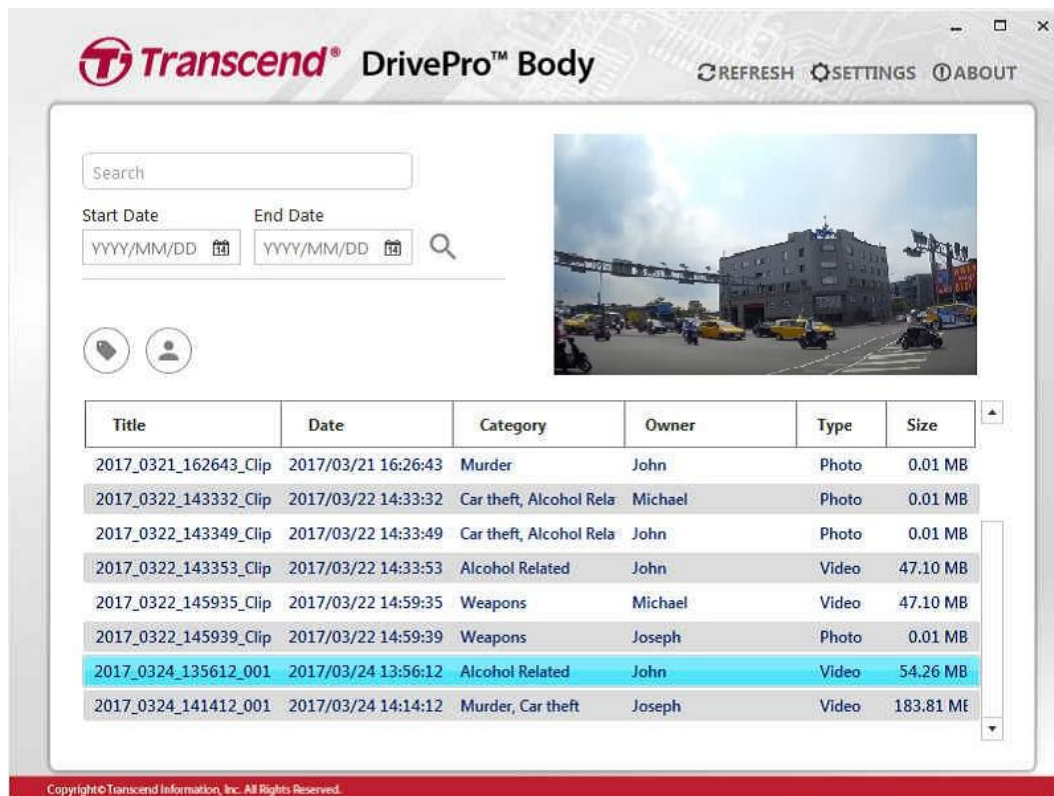 Transcend® DrivePro™ Body
REFRESH SETTINGS ABOUT
Search
Start Date End Date
YYYY/MM/DD 14 YYYY/MM/DD 14
Title Date Category Owner Type Size
2017_0321_162643_Clip 2017/03/21 16:26:43 Murder John Photo 0.01 MB
2017_0322_143332_Clip 2017/03/22 14:33:32 Car theft, Alcohol Rela Michael Photo 0.01 MB
2017_0322_143349_Clip 2017/03/22 14:33:49 Car theft, Alcohol Rela John Photo 0.01 MB
2017_0322_143353_Clip 2017/03/22 14:33:53 Alcohol Related John Video 47.10 MB
2017_0322_145935_Clip 2017/03/22 14:59:35 Weapons Michael Video 47.10 MB
2017_0322_145939_Clip 2017/03/22 14:59:39 Weapons Joseph Photo 0.01 MB
2017_0324_135612_001 2017/03/24 13:56:12 Alcohol Related John Video 54.26 MB
2017_0324_141412_001 2017/03/24 14:14:12 Murder, Car theft Joseph Video 183.81 ME
Copyright© Transcend Information, Inc. All Rights Reserved.